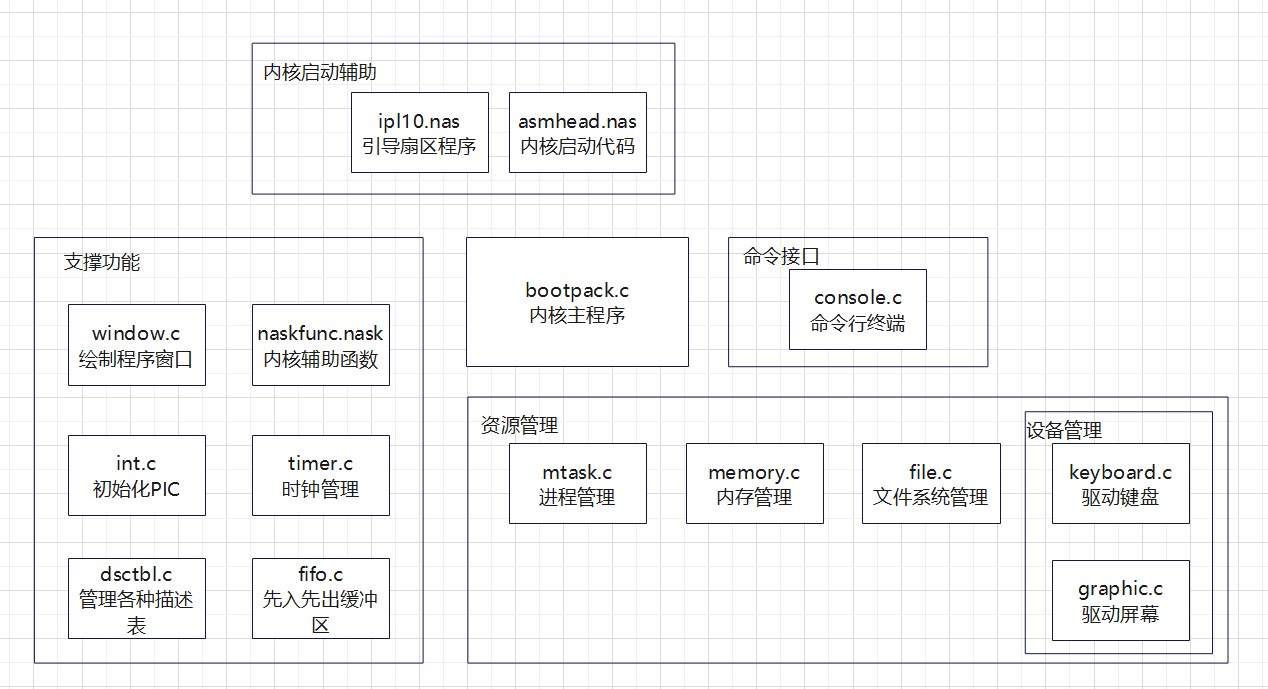 内核启动辅助
ipl10.nas
引导扇区程序
asmhead.nas
内核启动代码
支撑功能
window.c
绘制程序窗口
naskfunc.nask
内核辅助函数
int.c
初始化PIC
timer.c
时钟管理
dsctbl.c
管理各种描述
表
fifo.c
先入先出缓冲
区
bootpack.c
内核主程序
命令接口
console.c
命令行终端
资源管理
mtask.c
进程管理
memory.c
内存管理
file.c
文件系统管理
设备管理
keyboard.c
驱动键盘
graphic.c
驱动屏幕